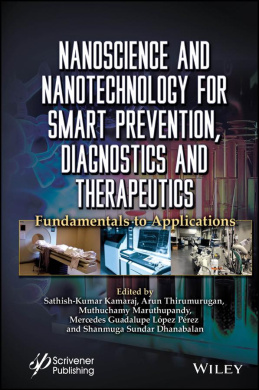 NANOSCIENCE AND
NANOTECHNOLOGY FOR
SMART PREVENTION,
DIAGNOSTICS AND
THERAPEUTICS
Fundamentals to Applications
Edited by
Sathish-Kumar Kamaraj, Arun Thirumurugan,
Muthuchamy Maruthupandy,
Mercedes Guadalupe López Pérez
and Shanmuga Sundar Dhanabalan
Scrivener
Publishing
WILEY